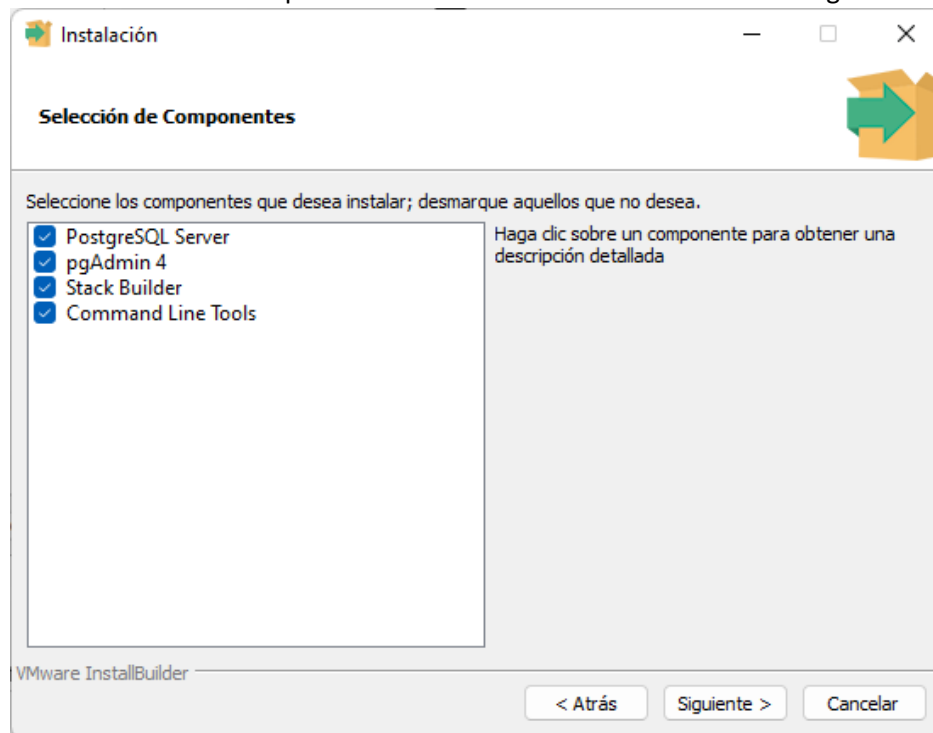 Instalación
Selección de Componentes
Seleccione los componentes que desea instalar; desmarque aquellos que no desea.
PostgreSQL Server
pgAdmin 4
Stack Builder
Command Line Tools
Haga clic sobre un componente para obtener una
descripción detallada
VMware InstallBuilder
< Atrás
Siguiente >
Cancelar